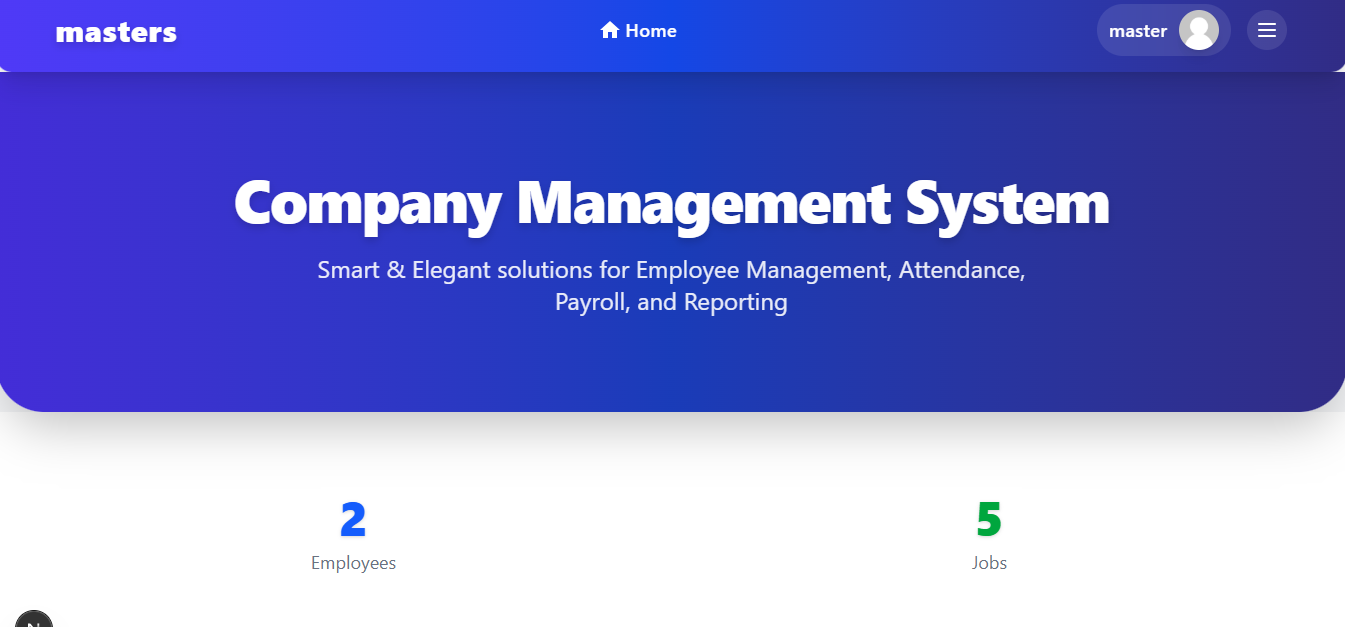 masters
Home
master
Company Management System
Smart & Elegant solutions for Employee Management, Attendance,
Payroll, and Reporting
2
5
Employees
Jobs